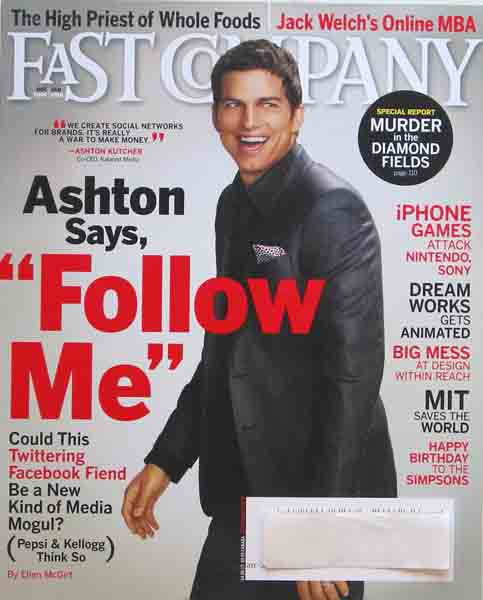 The High Priest of Whole Foods
Jack Welch's Online MBA
FAST COMPANY
"WE CREATE SOCIAL NETWORKS
FOR BRANDS. IT'S REALLY
A WAR TO MAKE MONEY."
—ASHTON KUTCHER
Co-CEO, Katalyst Media
SPECIAL REPORT
MURDER
in the
DIAMOND
FIELDS
page 110
Ashton
Says,
"Follow
Me"
iPHONE
GAMES
ATTACK
NINTENDO,
SONY
DREAM
WORKS
GETS
ANIMATED
BIG MESS
AT DESIGN
WITHIN REACH
MIT
SAVES THE
WORLD
HAPPY
BIRTHDAY
TO THE
SIMPSONS
Could This
Twittering
Facebook Fiend
Be a New
Kind of Media
Mogul?
(Pepsi & Kellogg
Think So)
By Ellen McGirt